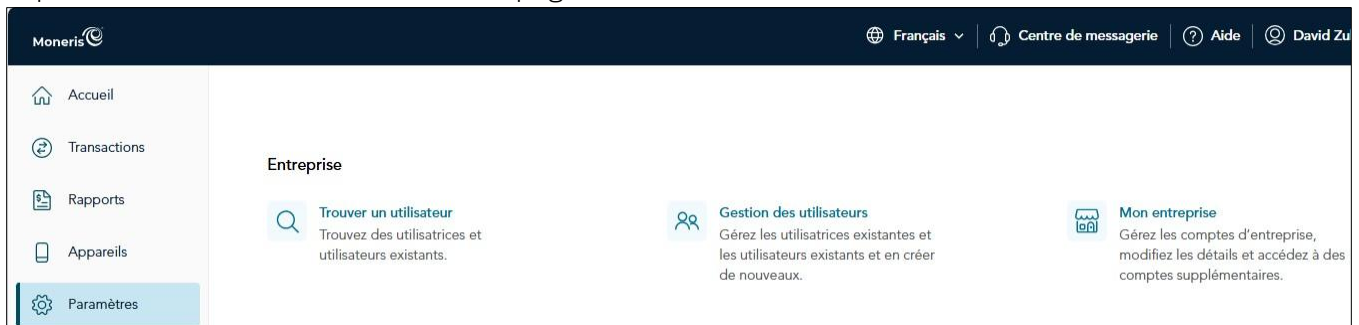 Moneris
Français
Centre de messagerie
Aide
David Zu
Accueil
Transactions
Rapports
Appareils
Paramètres
Entreprise
Trouver un utilisateur
Trouvez des utilisatrices et
utilisateurs existants.
Gestion des utilisateurs
Gérez les utilisatrices existantes et
les utilisateurs existants et en créer
de nouveaux.
Mon entreprise
Gérez les comptes d'entreprise,
modifiez les détails et accédez à des
comptes supplémentaires.